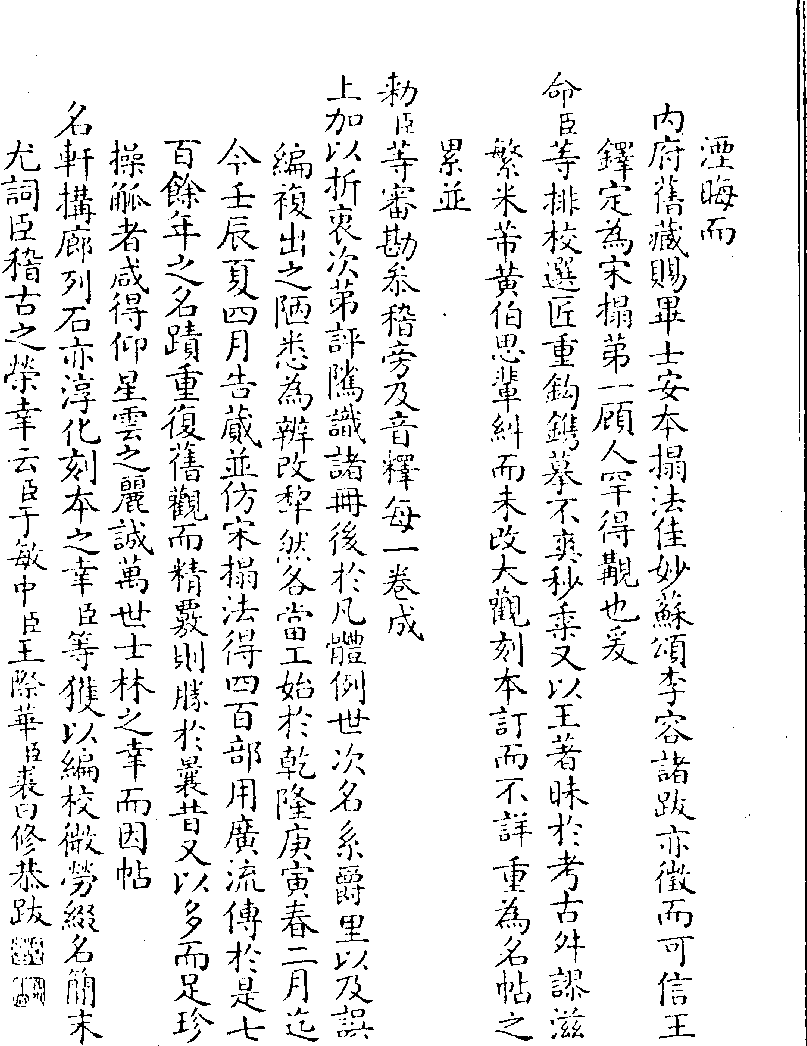 湮晦而
內府舊藏賜畢士安本搨法佳妙蘇頌李容諸跋亦徵而可信王
鐸定為宋搨第一顧人罕得覯也爰
命臣等排校選匠重鈎鐫摹不爽秒黍又以王著昧於考古舛謬滋
繁米芾黄伯思輩糾而未改大觀刻本訂而不詳重為名帖之
累並
勅臣等審勘叅稽旁及音釋每一卷成
上加以折衷次第評隲識諸冊後於凡體例世次名系爵里以及誤
編複出之陋悉為辨改犂然各當工始於乾隆庚寅春二月迄
今壬辰夏四月告蕆並仿宋搨法得四百部用廣流傳於是七
百餘年之名蹟重復舊觀而精覈則勝於曩昔又以多而足珍
操觚者咸得仰星雲之麗誠萬世士林之幸而因帖
名軒搆廊列石亦淳化刻本之幸臣等獲以編校微勞綴名簡末
尤詞臣稽古之榮幸云臣于敏中臣王際華臣裘曰修恭跋